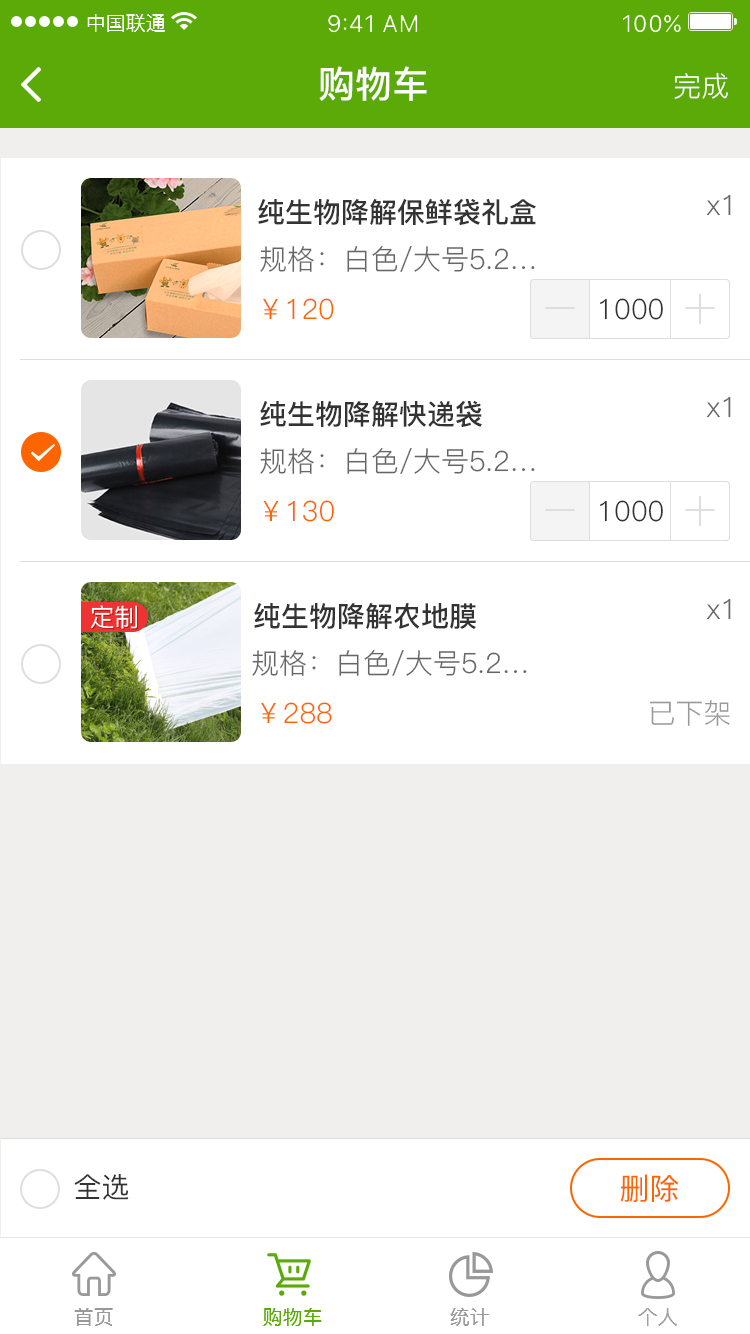 中国联通 9:41 AM 100%
购物车 完成
纯生物降解保鲜袋礼盒 x1
规格：白色/大号5.2...
￥120 1000
纯生物降解快递袋 x1
规格：白色/大号5.2...
￥130 1000
定制 纯生物降解农地膜 x1
规格：白色/大号5.2...
￥288 已下架
全选 删除
首页 购物车 统计 个人